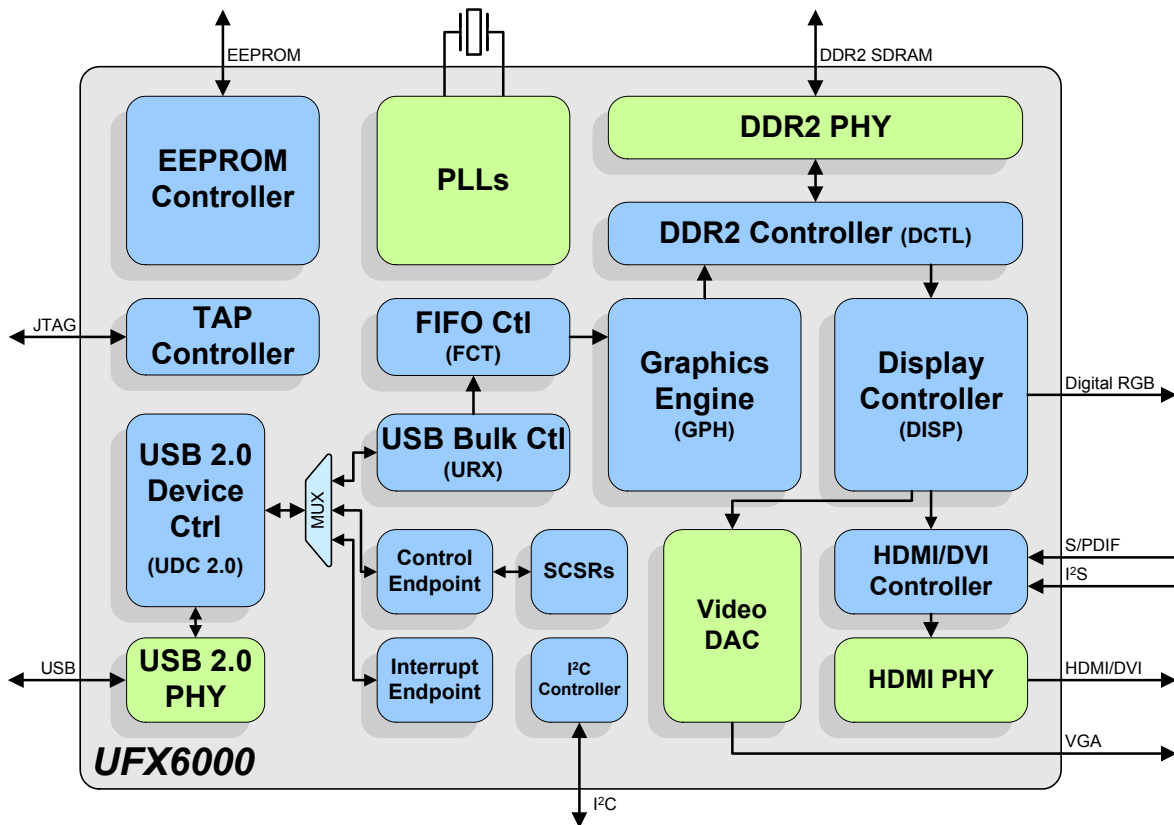 EEPROM
DDR2 SDRAM
EEPROM
Controller
PLLs
DDR2 PHY
DDR2 Controller (DCTL)
JTAG
TAP
Controller
FIFO Ctl
(FCT)
Graphics
Engine
(GPH)
Display
Controller
(DISP)
Digital RGB
USB 2.0
Device
Ctrl
(UDC 2.0)
MUX
USB Bulk Ctl
(URX)
Control
Endpoint
SCSRs
Video
DAC
HDMI/DVI
Controller
S/PDIF
I²S
USB
USB 2.0
PHY
Interrupt
Endpoint
I²C
Controller
HDMI PHY
HDMI/DVI
VGA
UFX6000
I²C